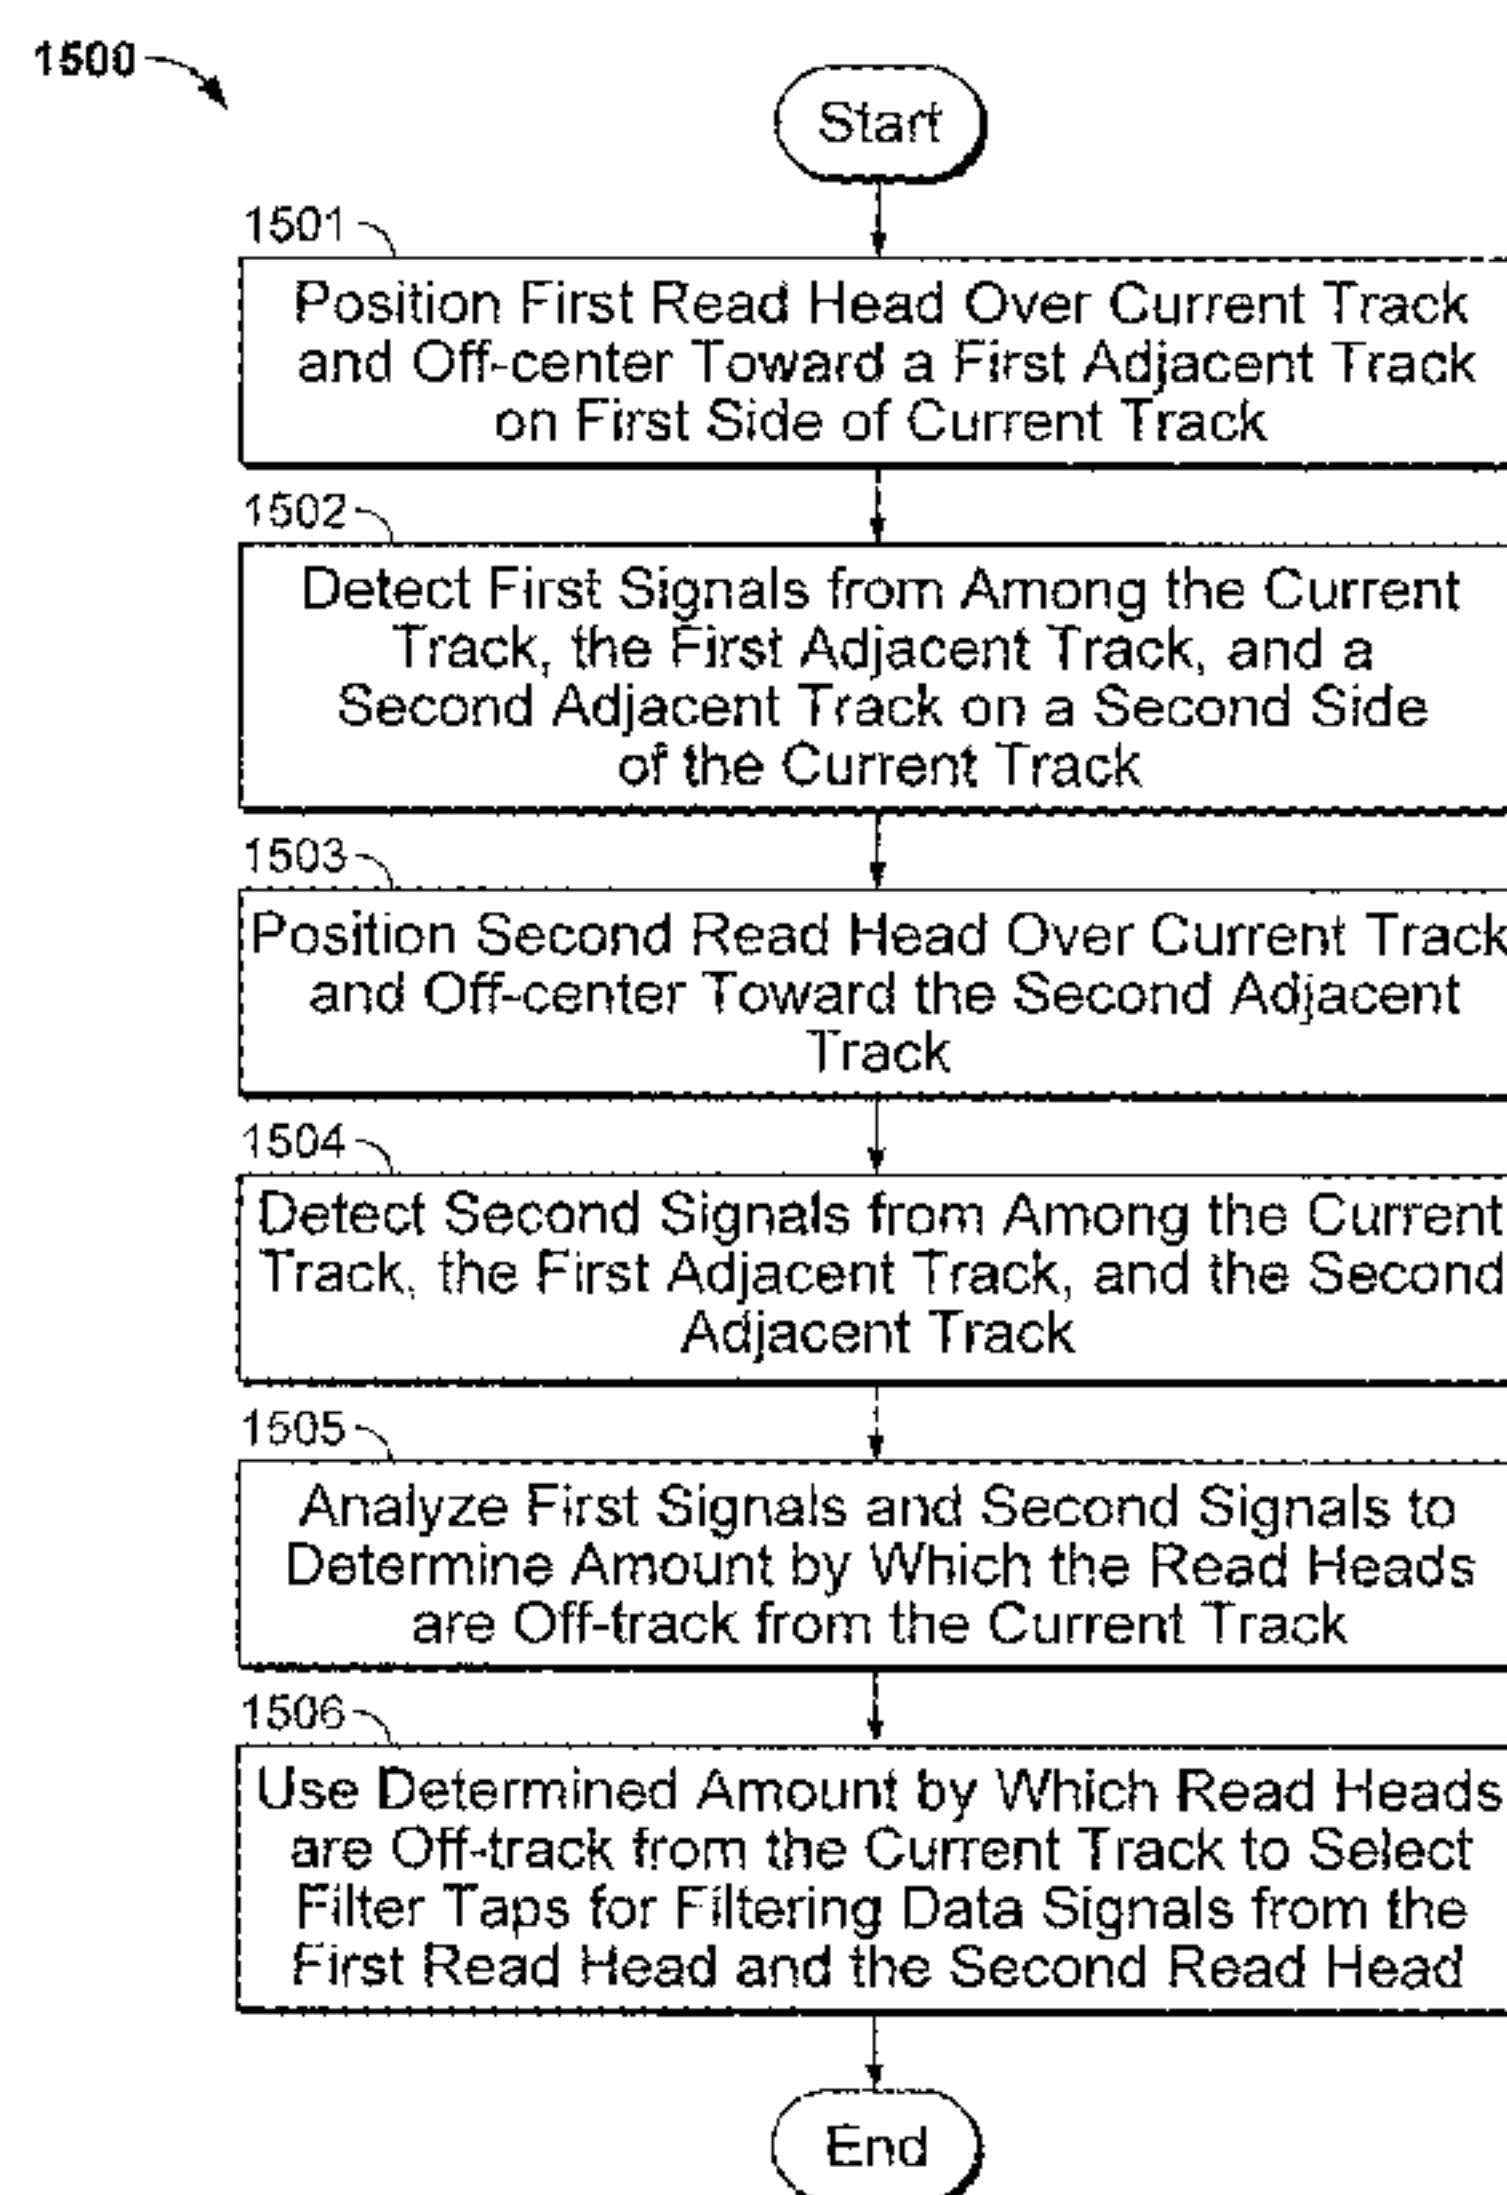 1500
Start
1501
Position First Read Head Over Current Track
and Off-center Toward a First Adjacent Track
on First Side of Current Track
1502
Detect First Signals from Among the Current
Track, the First Adjacent Track, and a
Second Adjacent Track on a Second Side
of the Current Track
1503
Position Second Read Head Over Current Track
and Off-center Toward the Second Adjacent
Track
1504
Detect Second Signals from Among the Current
Track, the First Adjacent Track, and the Second
Adjacent Track
1505
Analyze First Signals and Second Signals to
Determine Amount by Which the Read Heads
are Off-track from the Current Track
1506
Use Determined Amount by Which Read Heads
are Off-track from the Current Track to Select
Filter Taps for Filtering Data Signals from the
First Read Head and the Second Read Head
End